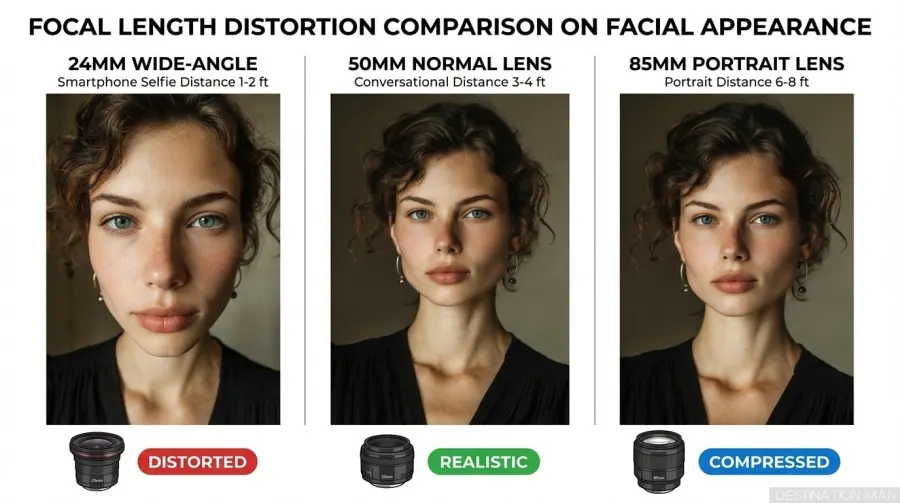 FOCAL LENGTH DISTORTION COMPARISON ON FACIAL APPEARANCE
24MM WIDE-ANGLE
Smartphone Selfie Distance 1-2 ft
50MM NORMAL LENS
Conversational Distance 3-4 ft
85MM PORTRAIT LENS
Portrait Distance 6-8 ft
DISTORTED
REALISTIC
COMPRESSED
DESTINATION MAN